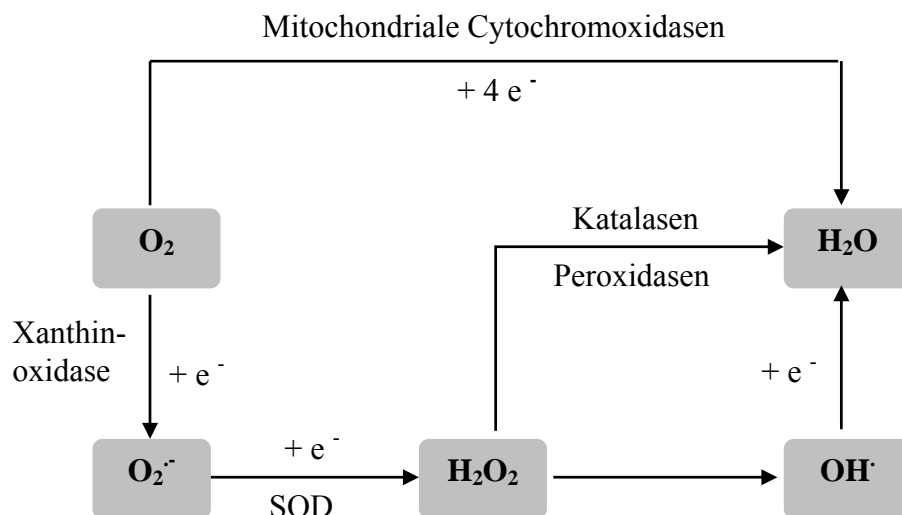 Mitochondriale Cytochromoxidasen
+ 4 e⁻
O₂
Katalasen
H₂O
Peroxidasen
Xanthin-
oxidase
+ e⁻
+ e⁻
+ e⁻
O₂·⁻
H₂O₂
OH·
SOD